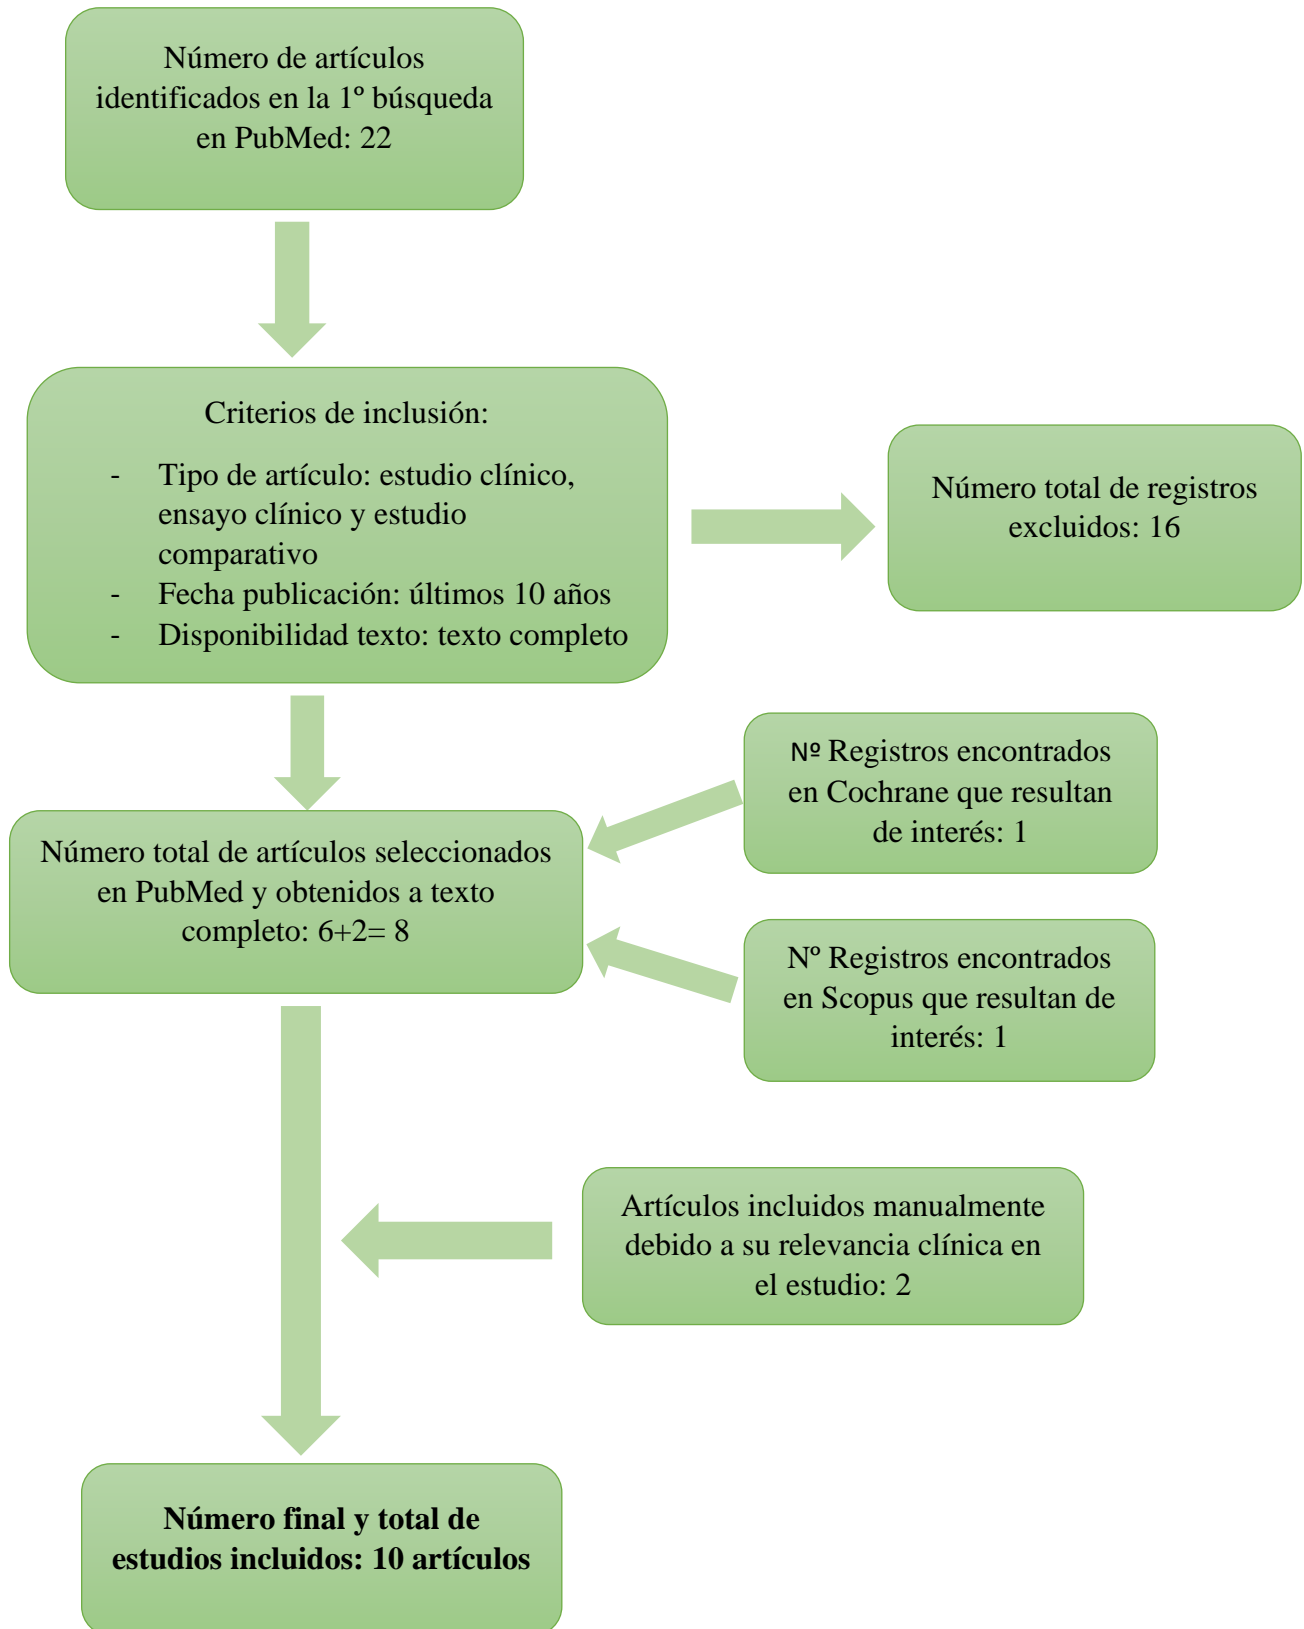 Número de artículos
identificados en la 1º búsqueda
en PubMed: 22
Criterios de inclusión:
- Tipo de artículo: estudio clínico,
ensayo clínico y estudio
comparativo
- Fecha publicación: últimos 10 años
- Disponibilidad texto: texto completo
Número total de registros
excluidos: 16
Nº Registros encontrados
en Cochrane que resultan
de interés: 1
Número total de artículos seleccionados
en PubMed y obtenidos a texto
completo: 6+2= 8
Nº Registros encontrados
en Scopus que resultan de
interés: 1
Artículos incluidos manualmente
debido a su relevancia clínica en
el estudio: 2
Número final y total de
estudios incluidos: 10 artículos